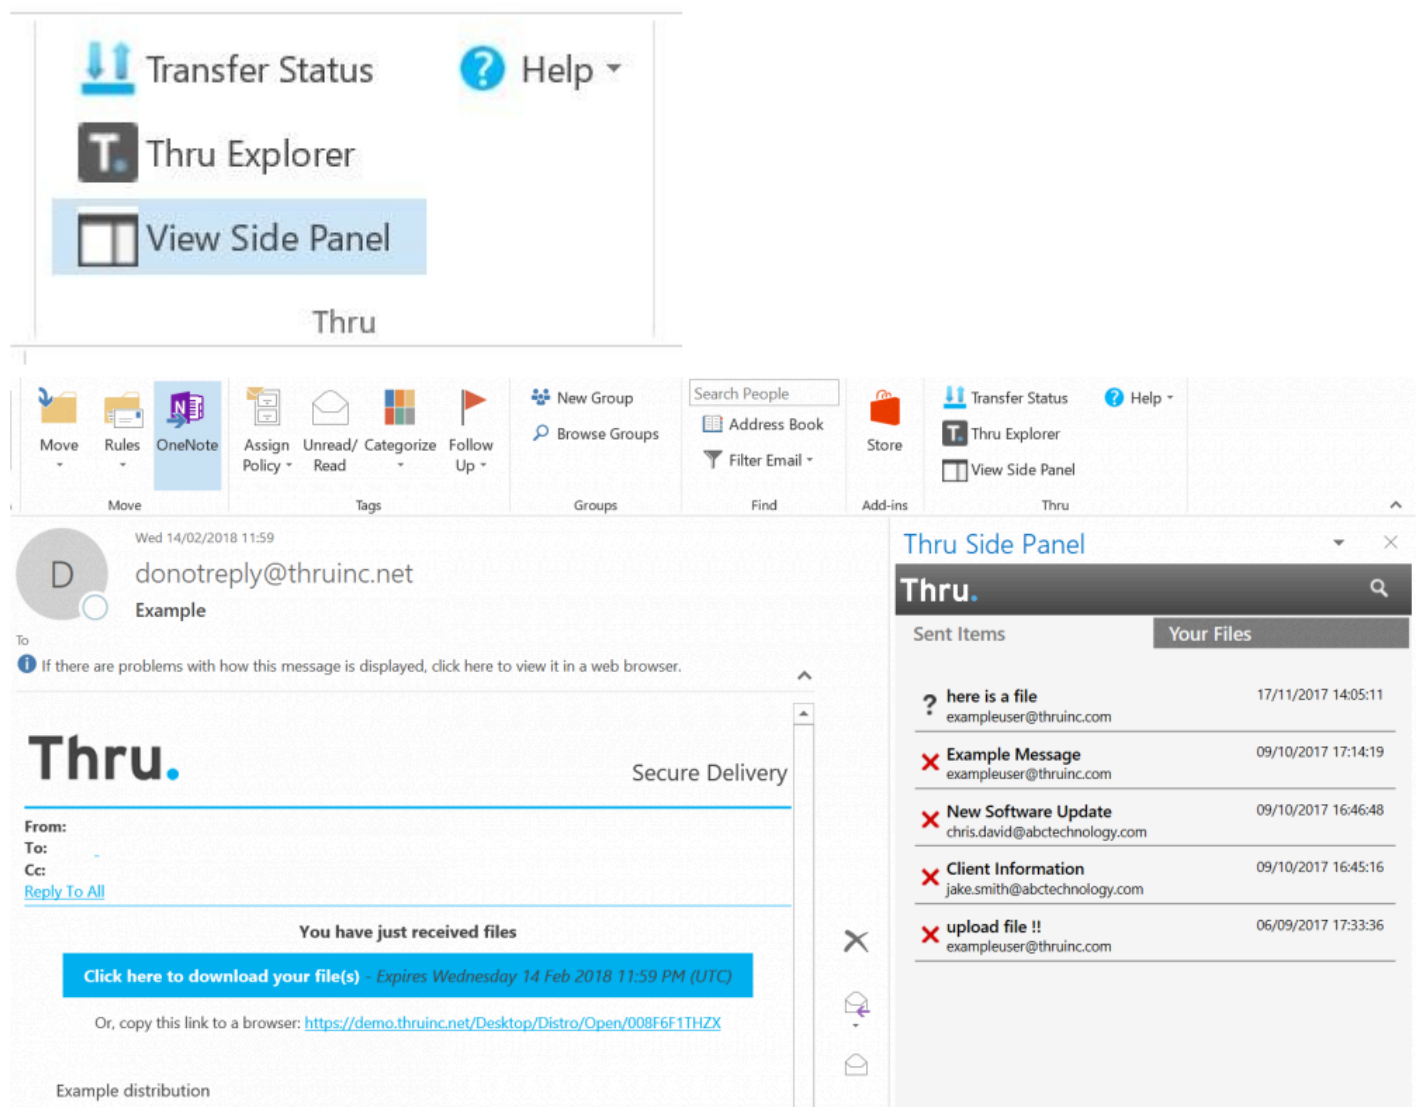 Transfer Status
Help
T.
Thru Explorer
View Side Panel
Thru
Move
Rules
OneNote
Move
Assign Policy
Unread/ Read
Categorize
Follow Up
Tags
New Group
Browse Groups
Groups
Search People
Address Book
Filter Email
Find
Store
Add-ins
Transfer Status
Help
T.
Thru Explorer
View Side Panel
Thru
D
Wed 14/02/2018 11:59
donotreply@thruinc.net
Example
To
If there are problems with how this message is displayed, click here to view it in a web browser.
Thru.
Secure Delivery
From:
To:
Cc:
Reply To All
You have just received files
Click here to download your file(s) - Expires Wednesday 14 Feb 2018 11:59 PM (UTC)
Or, copy this link to a browser: https://demo.thruinc.net/Desktop/Distro/Open/008F6F1THZX
Example distribution
Thru Side Panel
Thru.
Sent Items
Your Files
? here is a file 17/11/2017 14:05:11
exampleuser@thruinc.com
Example Message 09/10/2017 17:14:19
exampleuser@thruinc.com
New Software Update 09/10/2017 16:46:48
chris.david@abctechnology.com
Client Information 09/10/2017 16:45:16
jake.smith@abctechnology.com
upload file !! 06/09/2017 17:33:36
exampleuser@thruinc.com